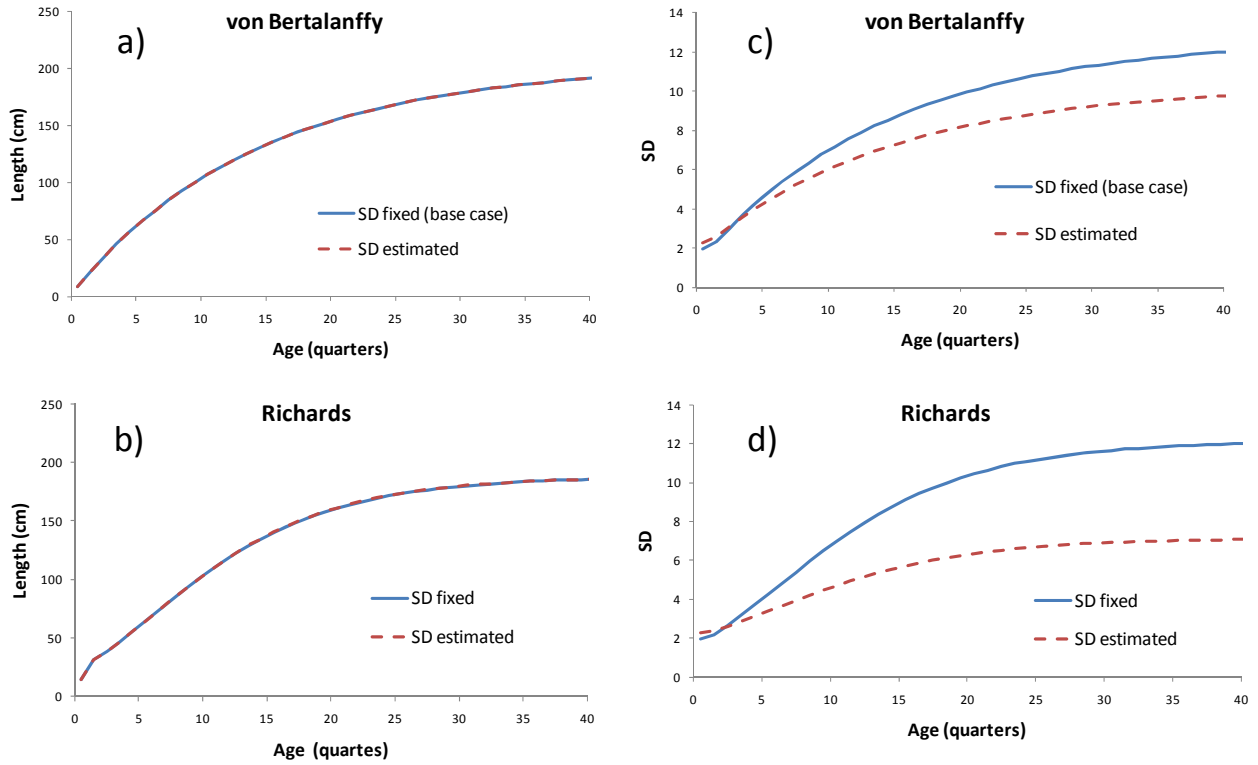 von Bertalanffy
a)
250
200
150
100
50
0
Length (cm)
0 5 10 15 20 25 30 35 40
Age (quarters)
SD fixed (base case)
SD estimated
von Bertalanffy
c)
14
12
10
8
6
4
2
0
SD
0 5 10 15 20 25 30 35 40
Age (quarters)
SD fixed (base case)
SD estimated
Richards
b)
250
200
150
100
50
0
Length (cm)
0 5 10 15 20 25 30 35 40
Age (quartes)
SD fixed
SD estimated
Richards
d)
14
12
10
8
6
4
2
0
SD
0 5 10 15 20 25 30 35 40
Age (quarters)
SD fixed
SD estimated